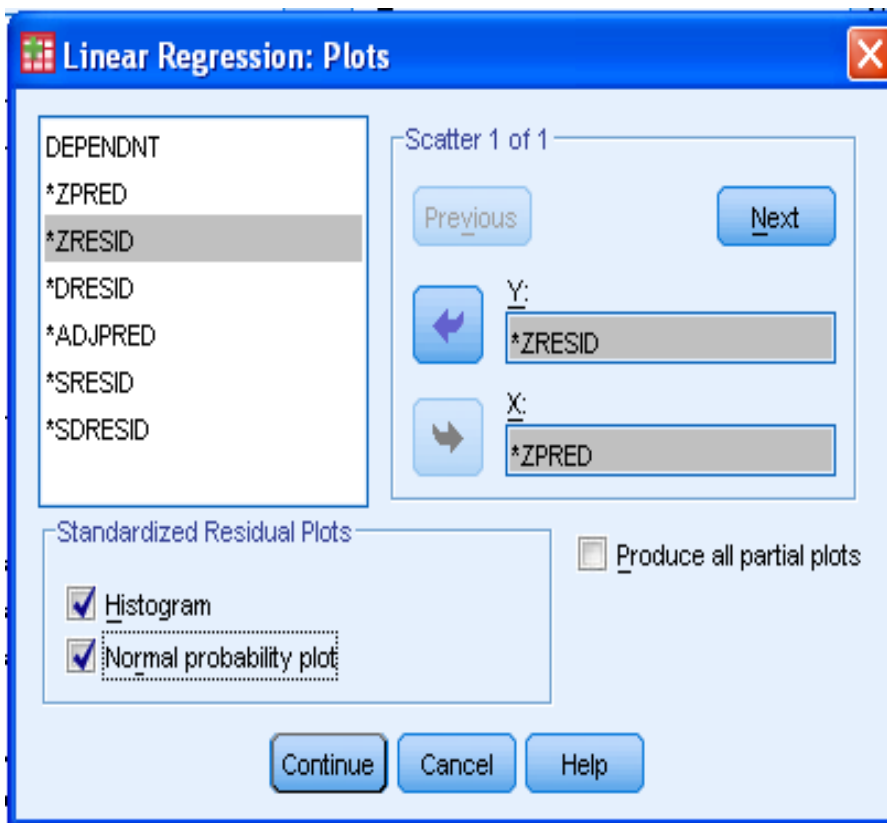 Linear Regression: Plots
DEPENDNT
*ZPRED
*ZRESID
*DRESID
*ADJPRED
*SRESID
*SDRESID
Scatter 1 of 1
Previous
Next
Y:
*ZRESID
X:
*ZPRED
Standardized Residual Plots
Histogram
Normal probability plot
Produce all partial plots
Continue
Cancel
Help